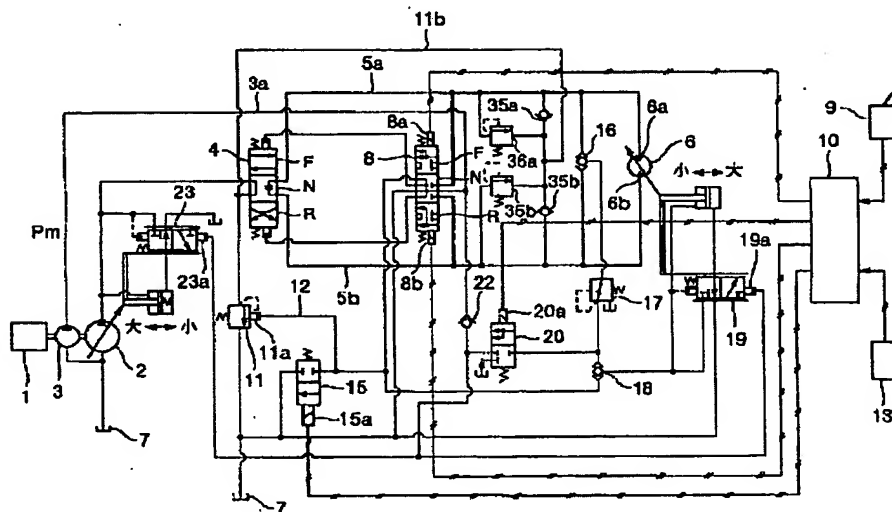 11b
5a
3a
35a
8a
4
F
8
F
36a
16
6a
6
9
10
N
N
小 ↔ 大
23
35b
6b
R
36b
R
Pm
23a
8b
5b
22
17
19a
12
20a
大 ↔ 小
11a
20
19
11
15
18
1
3
2
7
15a
13
7